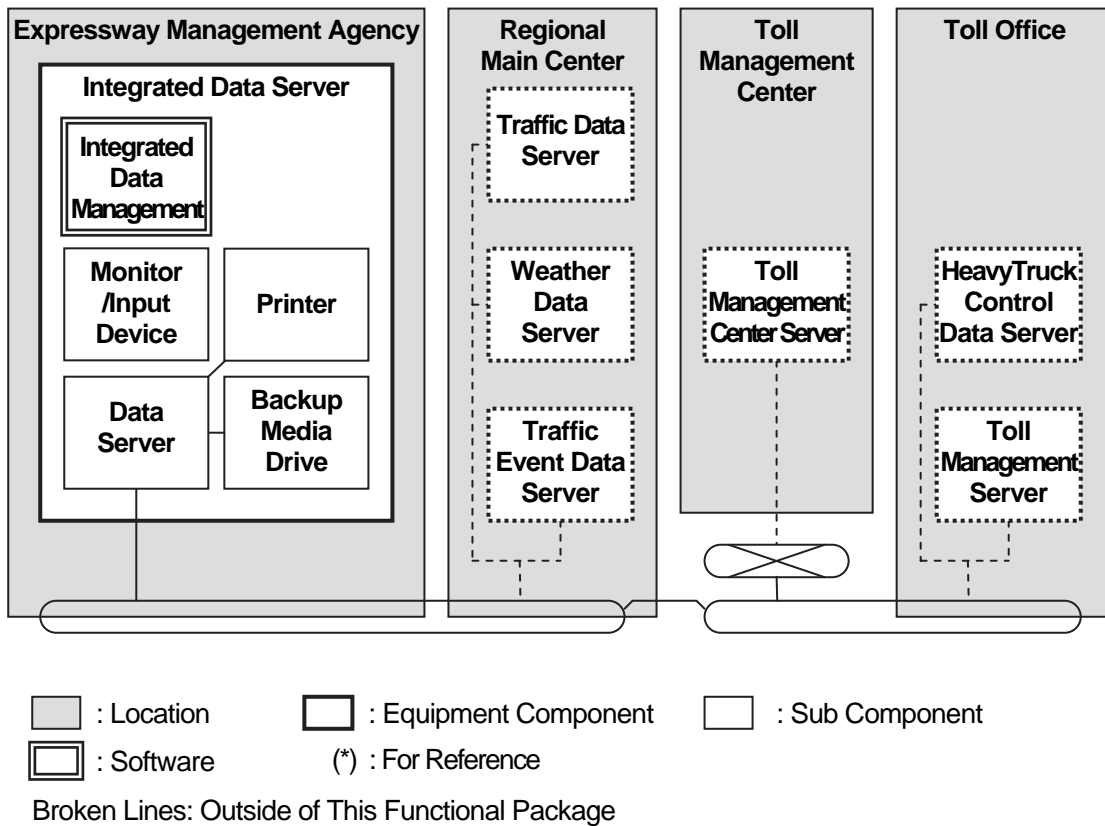 Expressway Management Agency
Integrated Data Server
Integrated
Data
Management
Monitor
/Input
Device
Printer
Data
Server
Backup
Media
Drive
Regional
Main Center
Traffic Data
Server
Weather
Data
Server
Traffic
Event Data
Server
Toll
Management
Center
Toll
Management
Center Server
Toll Office
HeavyTruck
Control
Data Server
Toll
Management
Server
: Location
: Equipment Component
: Sub Component
: Software
(*) : For Reference
Broken Lines: Outside of This Functional Package